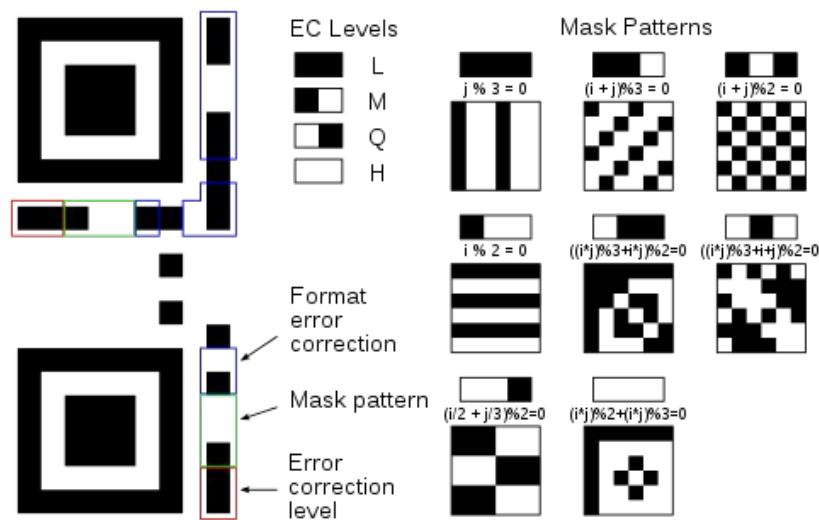 EC Levels
L
M
Q
H
Mask Patterns
j % 3 = 0
(i + j)%3 = 0
(i + j)%2 = 0
i % 2 = 0
((i*j)%3+i*j)%2=0
((i*j)%3+i+j)%2=0
(i/2 + j/3)%2=0
(i*j)%2+(i*j)%3=0
Format
error
correction
Mask pattern
Error
correction
level